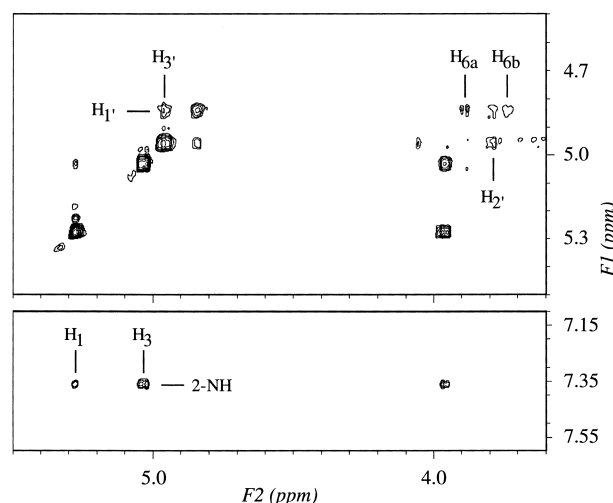 H3' H6a H6b
4.7
H1'
5.0
H2'
5.3
F1 (ppm)
7.15
H1 H3
2-NH
7.35
7.55
5.0 4.0
F2 (ppm)